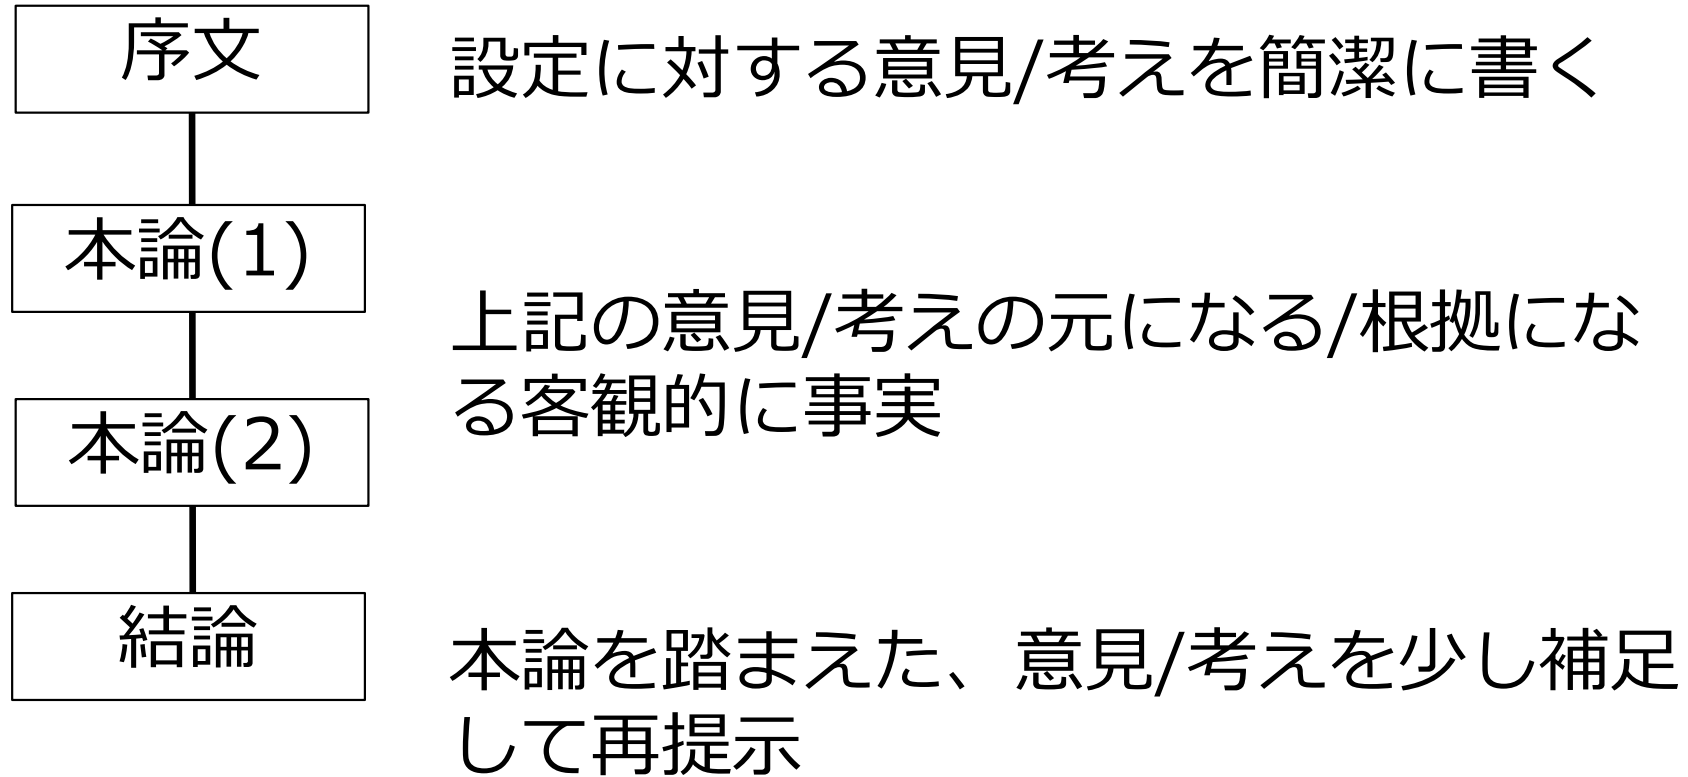 序文
設定に対する意見/考えを簡潔に書く
本論(1)
上記の意見/考えの元になる/根拠にな
る客観的に事実
本論(2)
結論
本論を踏まえた、意見/考えを少し補足
して再提示